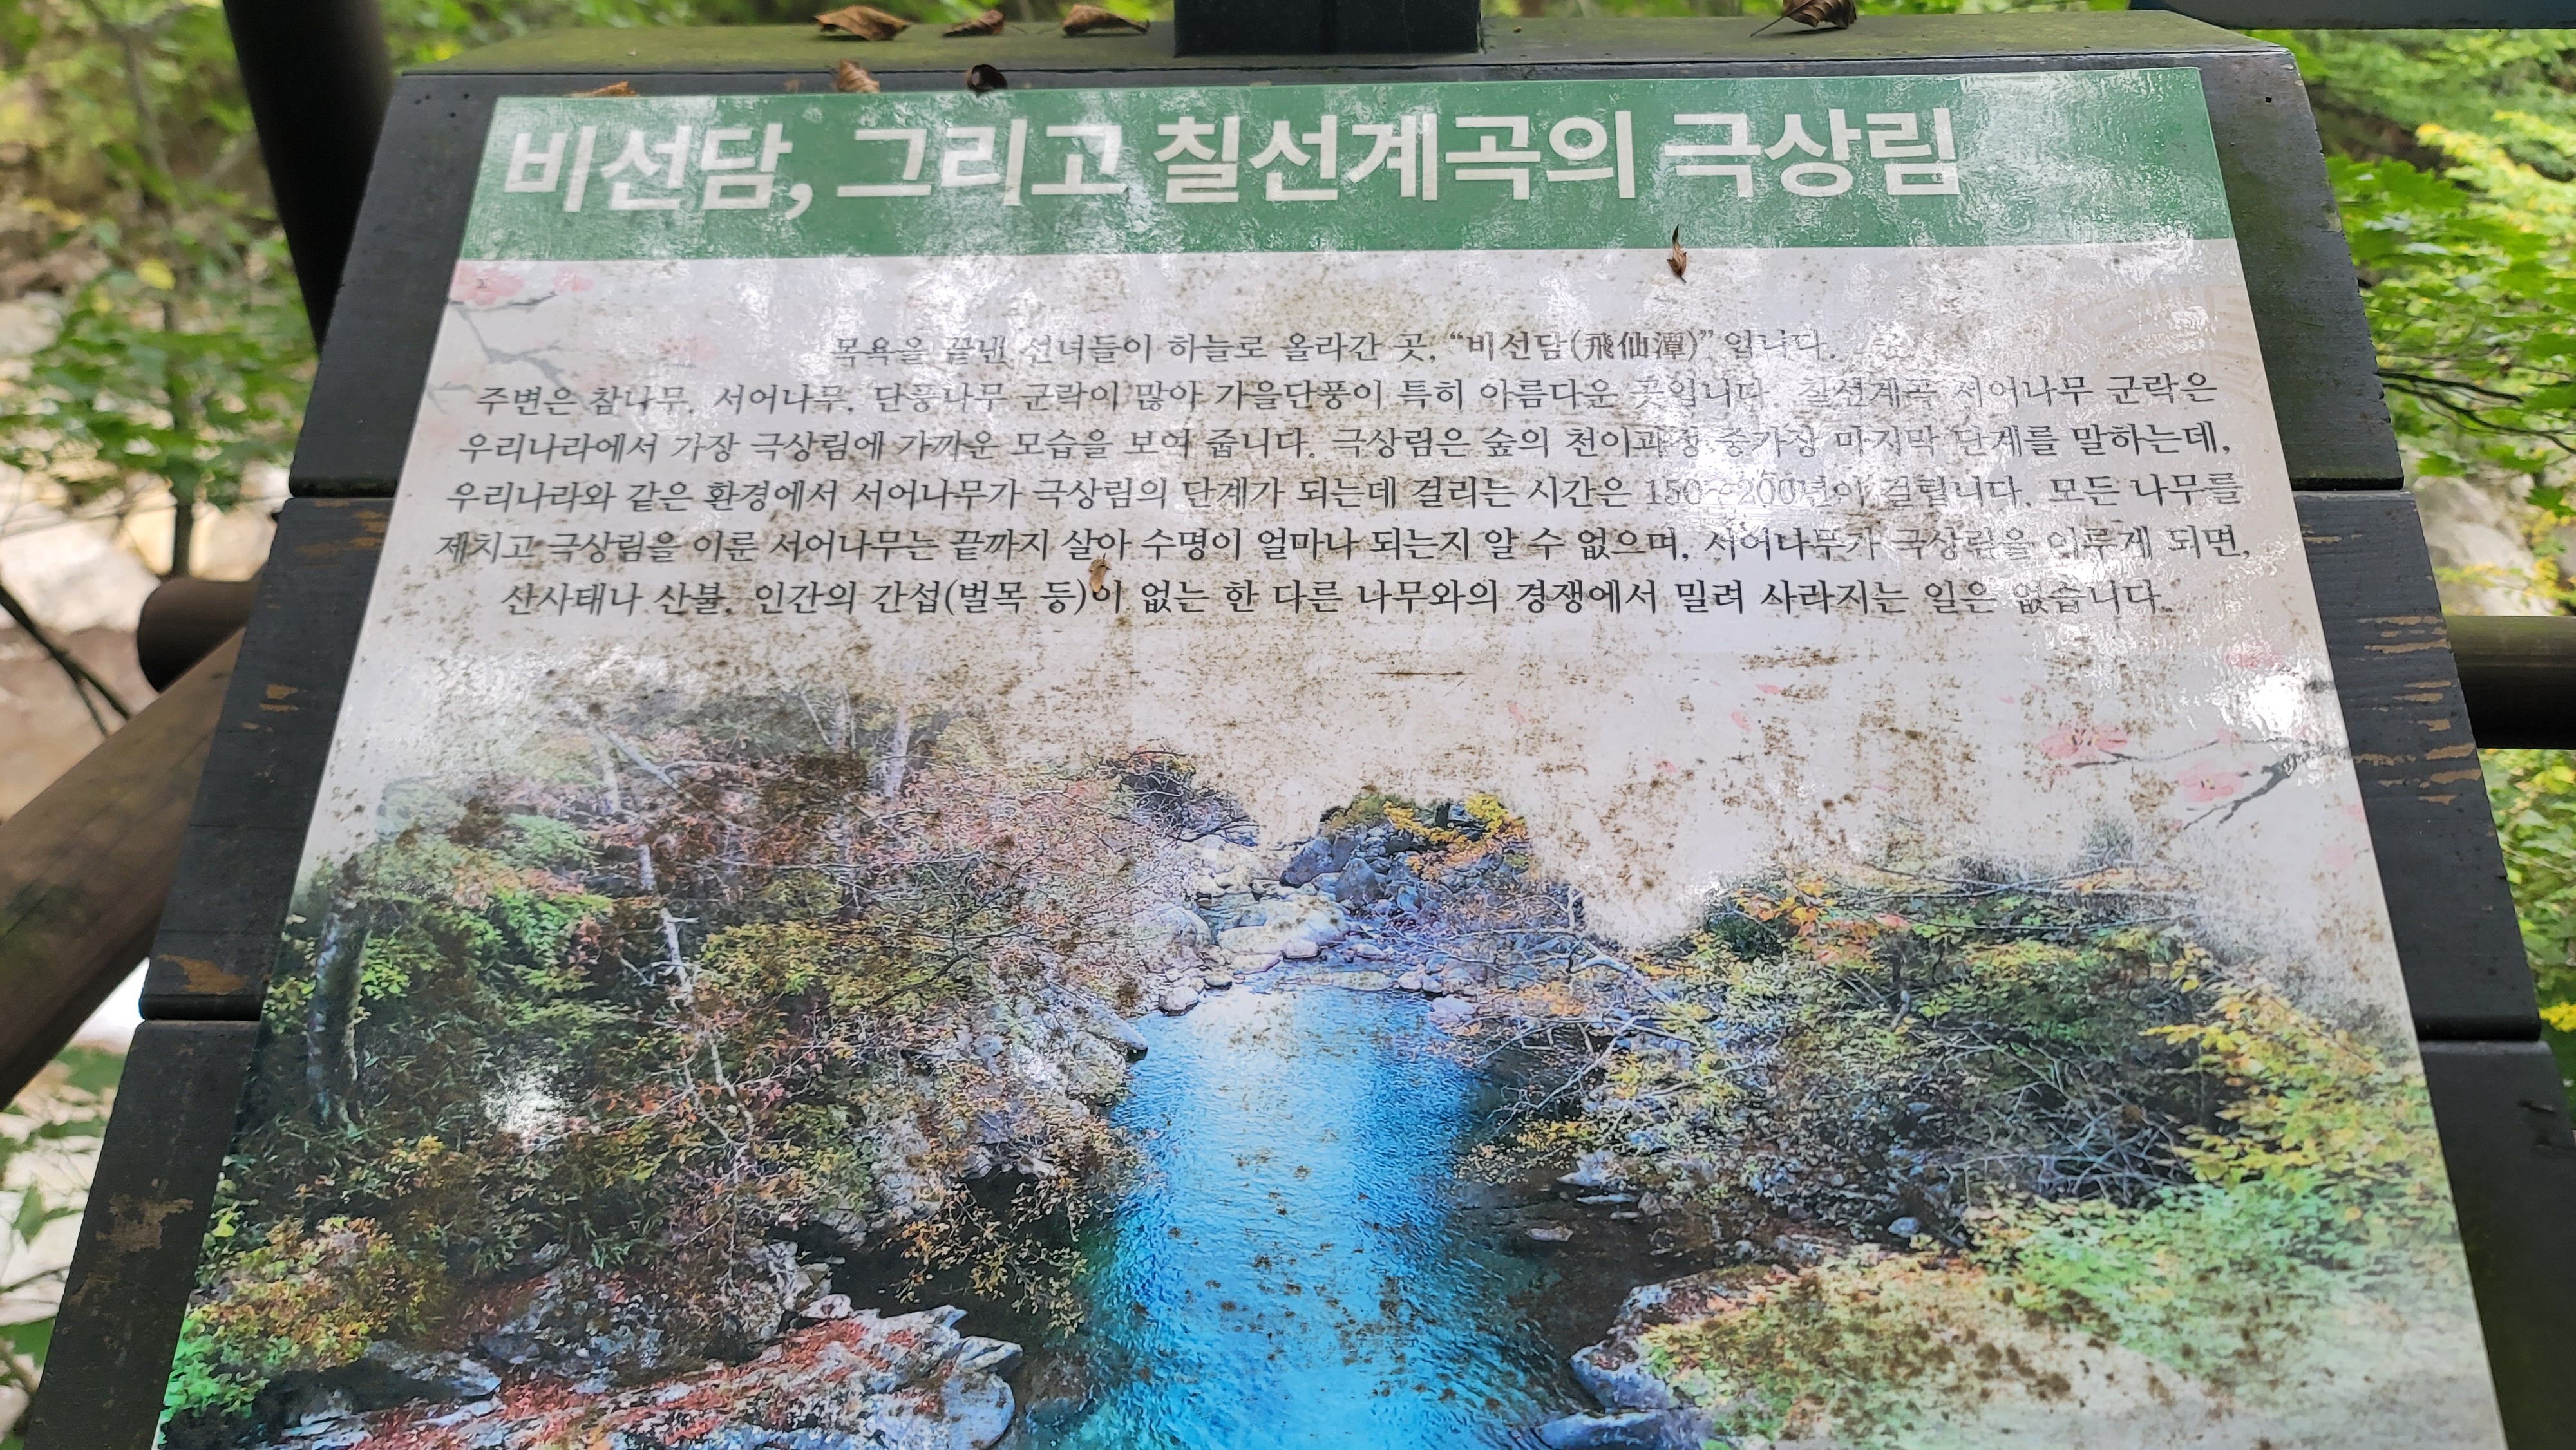 비선담, 그리고 칠선계곡의 극상림
목욕을 끝낸 선녀들이 하늘로 올라간 곳, “비선담(飛仙潭)” 입니다.
주변은 참나무, 서어나무, 단풍나무 군락이 많아 가을단풍이 특히 아름다운 곳입니다. 칠선계곡 서어나무 군락은
우리나라에서 가장 극상림에 가까운 모습을 보여 줍니다. 극상림은 숲의 천이과정 중가장 마지막 단계를 말하는데,
우리나라와 같은 환경에서 서어나무가 극상림의 단계가 되는데 걸리는 시간은 150~200년이 걸립니다. 모든 나무를
제치고 극상림을 이룬 서어나무는 끝까지 살아 수명이 얼마나 되는지 알 수 없으며, 서어나무가 극상림을 이루게 되면,
산사태나 산불, 인간의 간섭(벌목 등)이 없는 한 다른 나무와의 경쟁에서 밀려 사라지는 일은 없습니다.